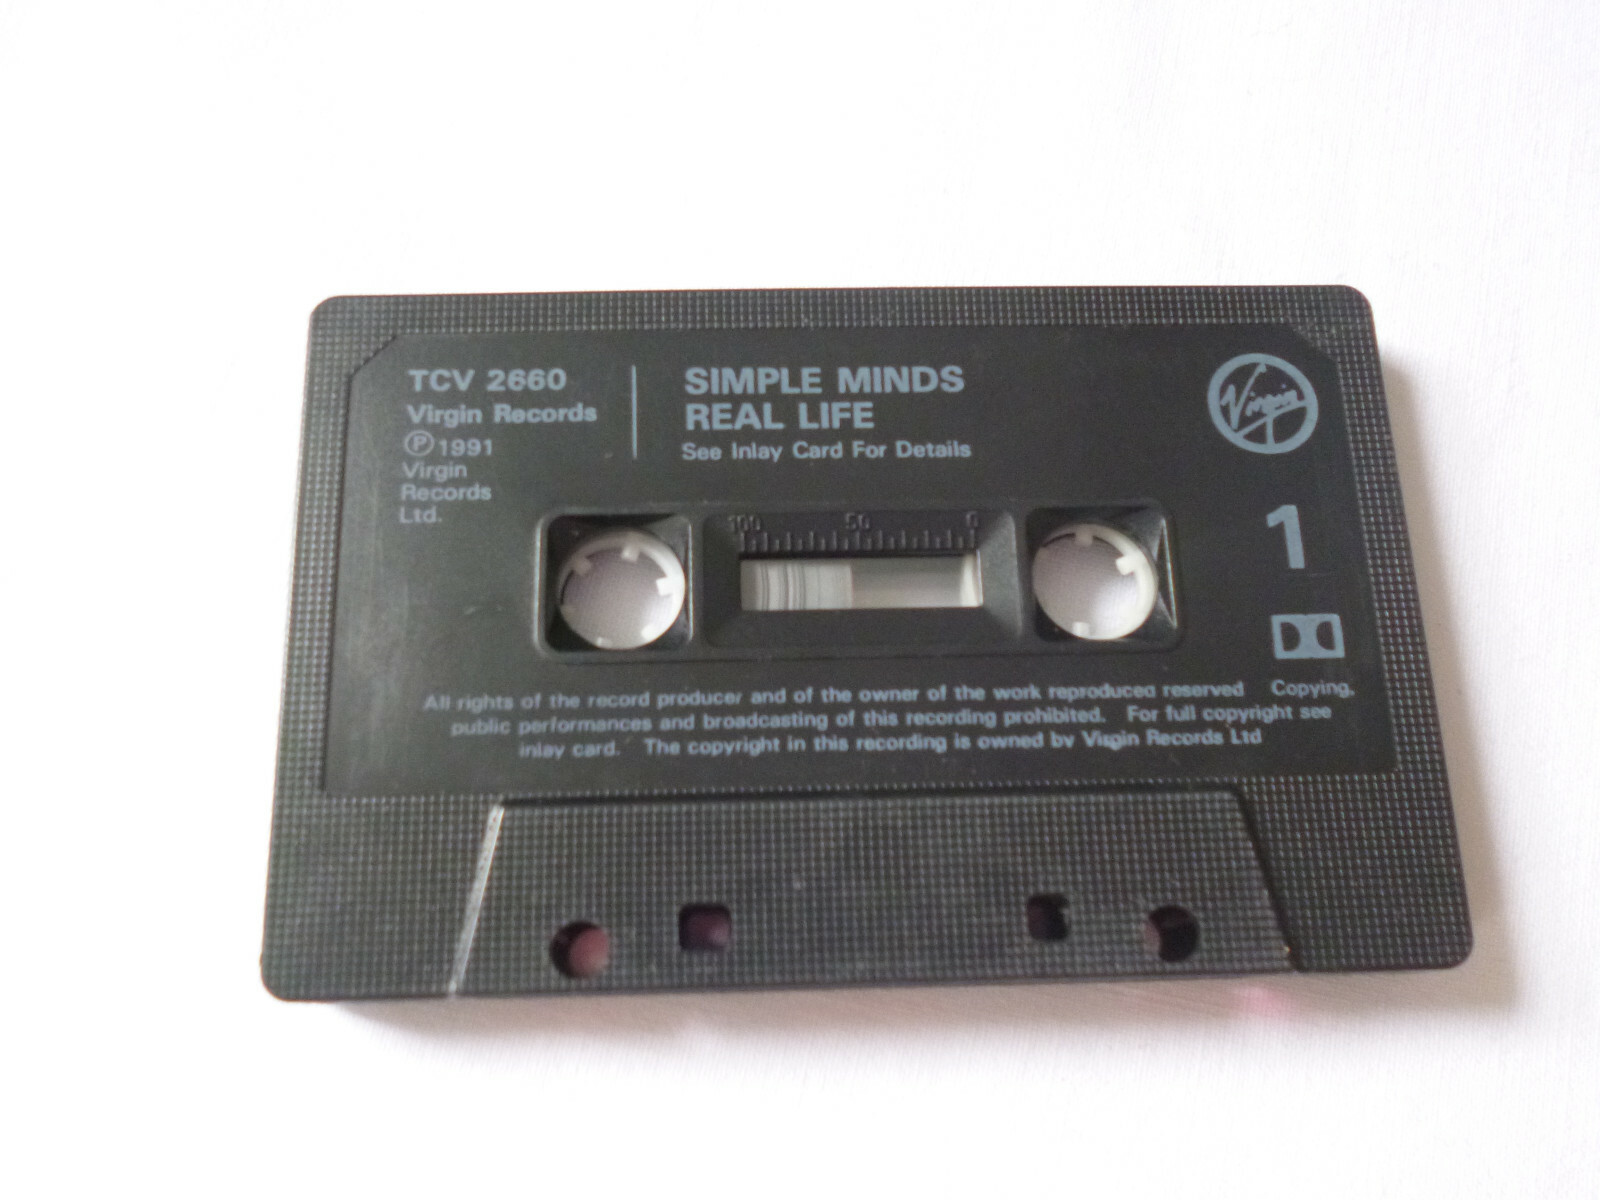 TCV 2660
Virgin Records
Ⓟ 1991
Virgin
Records
Ltd.
SIMPLE MINDS
REAL LIFE
See Inlay Card For Details
Virgin
100 50 0
1
All rights of the record producer and of the owner of the work reproduced reserved Copying,
public performances and broadcasting of this recording prohibited. For full copyright see
inlay card. The copyright in this recording is owned by Virgin Records Ltd